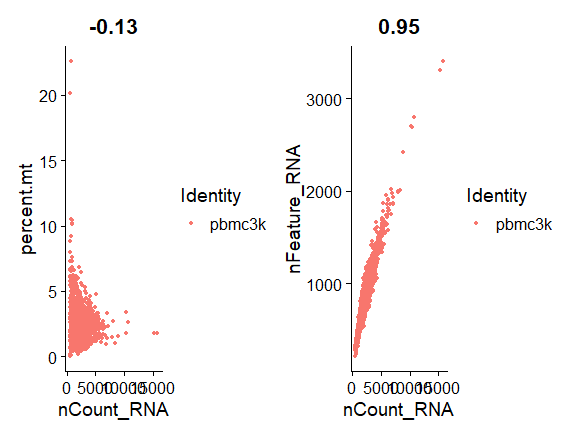 -0.13
percent.mt
20
15
10
5
0
0 5000 10000 15000
nCount_RNA
Identity
pbmc3k
0.95
nFeature_RNA
3000
2000
1000
0 5000 10000 15000
nCount_RNA
Identity
pbmc3k